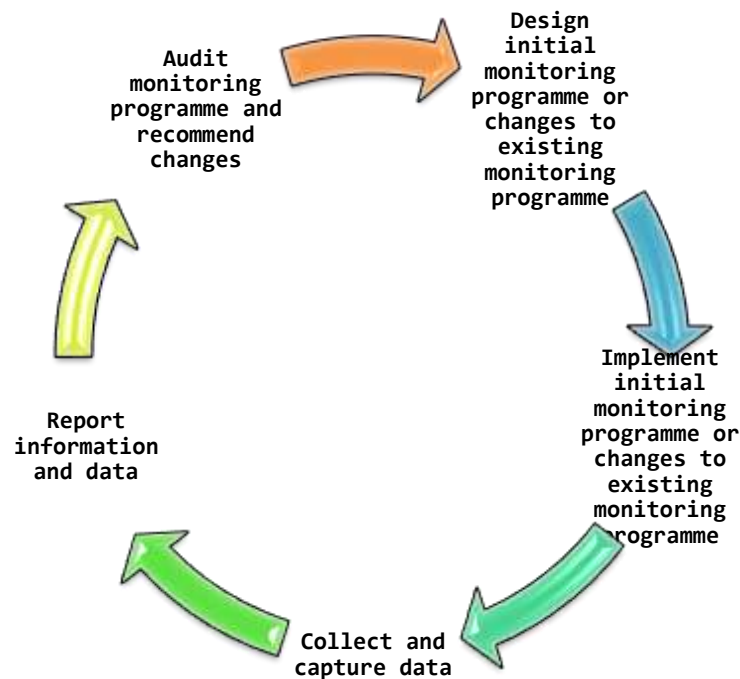 Design
initial
monitoring
programme or
changes to
existing
monitoring
programme
Implement
initial
monitoring
programme or
changes to
existing
monitoring
programme
Collect and
capture data
Report
information
and data
Audit
monitoring
programme and
recommend
changes